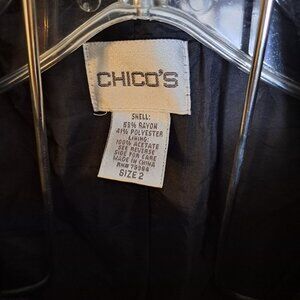 CHICO'S
SHELL:
59% RAYON
41% POLYESTER
LINING:
100% ACETATE
SEE REVERSE
SIDE FOR CARE
MADE IN CHINA
SIZE 2